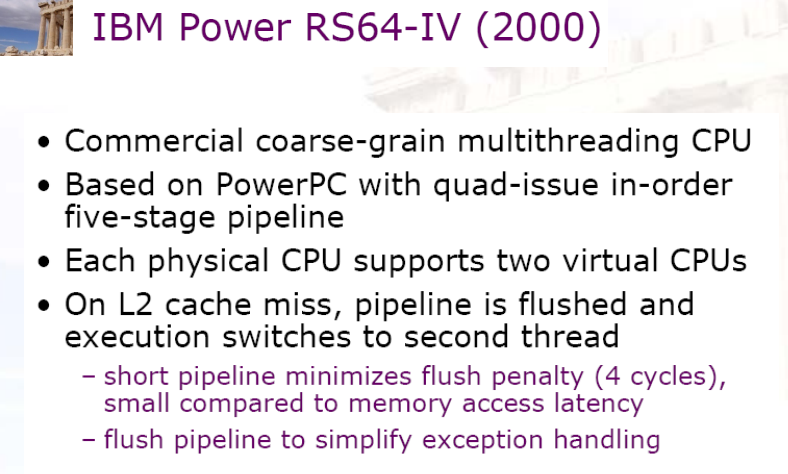 IBM Power RS64-IV (2000)
• Commercial coarse-grain multithreading CPU
• Based on PowerPC with quad-issue in-order
five-stage pipeline
• Each physical CPU supports two virtual CPUs
• On L2 cache miss, pipeline is flushed and
execution switches to second thread
– short pipeline minimizes flush penalty (4 cycles),
small compared to memory access latency
– flush pipeline to simplify exception handling